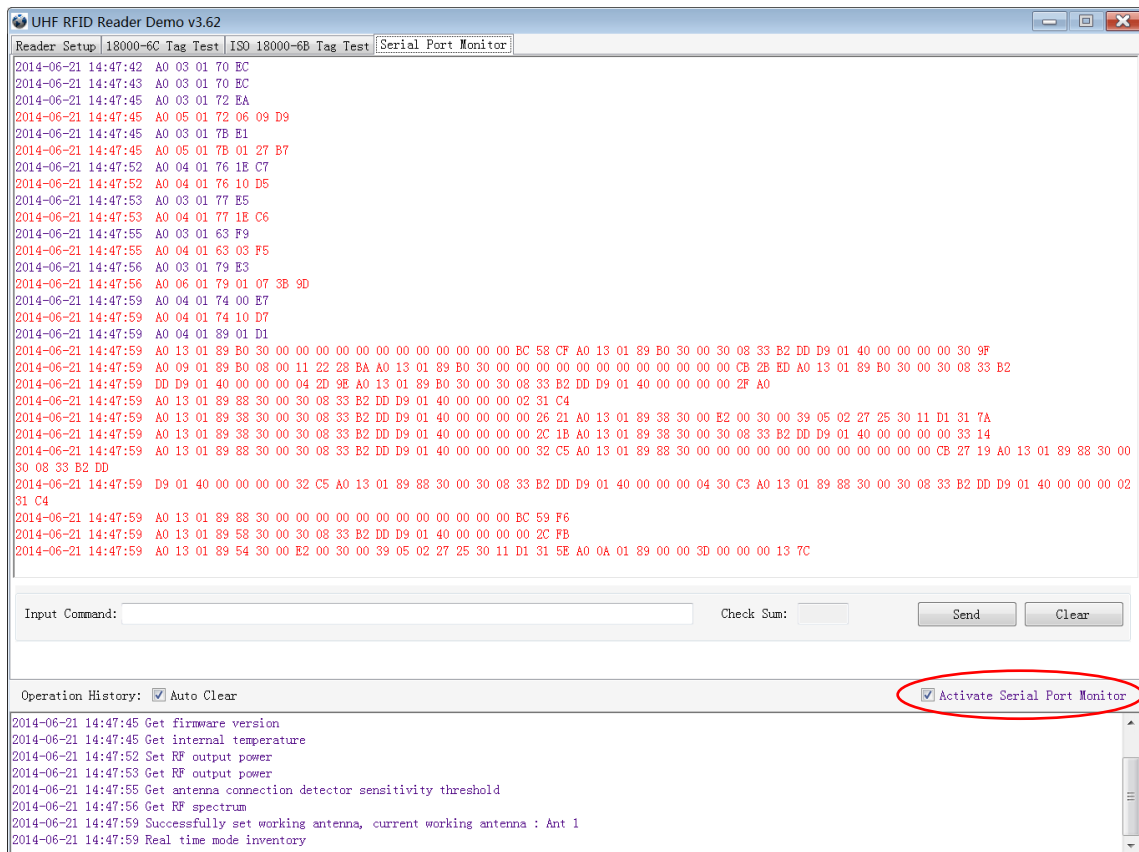 UHF RFID Reader Demo v3.62
Reader Setup 18000-6C Tag Test ISO 18000-6B Tag Test Serial Port Monitor
2014-06-21 14:47:42 A0 03 01 70 EC
2014-06-21 14:47:43 A0 03 01 70 EC
2014-06-21 14:47:45 A0 03 01 72 EA
2014-06-21 14:47:45 A0 05 01 72 06 09 D9
2014-06-21 14:47:45 A0 03 01 7B E1
2014-06-21 14:47:45 A0 05 01 7B 01 27 B7
2014-06-21 14:47:52 A0 04 01 76 1E C7
2014-06-21 14:47:52 A0 04 01 76 10 D5
2014-06-21 14:47:53 A0 03 01 77 E5
2014-06-21 14:47:53 A0 04 01 77 1E C6
2014-06-21 14:47:55 A0 03 01 63 F9
2014-06-21 14:47:55 A0 04 01 63 03 F5
2014-06-21 14:47:56 A0 03 01 79 E3
2014-06-21 14:47:56 A0 06 01 79 01 07 3B 9D
2014-06-21 14:47:59 A0 04 01 74 00 E7
2014-06-21 14:47:59 A0 04 01 74 10 D7
2014-06-21 14:47:59 A0 04 01 89 01 D1
2014-06-21 14:47:59 A0 13 01 89 B0 30 00 00 00 00 00 00 00 00 00 00 00 00 BC 58 CF A0 13 01 89 B0 30 00 30 08 33 B2 DD D9 01 40 00 00 00 00 30 9F
2014-06-21 14:47:59 A0 09 01 89 B0 08 00 11 22 28 BA A0 13 01 89 B0 30 00 00 00 00 00 00 00 00 00 00 00 00 CB 2B ED A0 13 01 89 B0 30 00 30 08 33 B2
2014-06-21 14:47:59 DD D9 01 40 00 00 00 04 2D 9E A0 13 01 89 B0 30 00 30 08 33 B2 DD D9 01 40 00 00 00 00 2F A0
2014-06-21 14:47:59 A0 13 01 89 88 30 00 30 08 33 B2 DD D9 01 40 00 00 00 02 31 C4
2014-06-21 14:47:59 A0 13 01 89 38 30 00 30 08 33 B2 DD D9 01 40 00 00 00 00 26 21 A0 13 01 89 38 30 00 E2 00 30 00 39 05 02 27 25 30 11 D1 31 7A
2014-06-21 14:47:59 A0 13 01 89 38 30 00 30 08 33 B2 DD D9 01 40 00 00 00 00 2C 1B A0 13 01 89 38 30 00 30 08 33 B2 DD D9 01 40 00 00 00 00 33 14
2014-06-21 14:47:59 A0 13 01 89 88 30 00 30 08 33 B2 DD D9 01 40 00 00 00 00 32 C5 A0 13 01 89 88 30 00 00 00 00 00 00 00 00 00 00 00 00 CB 27 19 A0 13 01 89 88 30 00
30 08 33 B2 DD
2014-06-21 14:47:59 D9 01 40 00 00 00 00 32 C5 A0 13 01 89 88 30 00 30 08 33 B2 DD D9 01 40 00 00 00 04 30 C3 A0 13 01 89 88 30 00 30 08 33 B2 DD D9 01 40 00 00 00 02
31 C4
2014-06-21 14:47:59 A0 13 01 89 88 30 00 00 00 00 00 00 00 00 00 00 00 00 BC 59 F6
2014-06-21 14:47:59 A0 13 01 89 58 30 00 30 08 33 B2 DD D9 01 40 00 00 00 00 2C FB
2014-06-21 14:47:59 A0 13 01 89 54 30 00 E2 00 30 00 39 05 02 27 25 30 11 D1 31 5E A0 0A 01 89 00 00 3D 00 00 00 13 7C
Input Command: Check Sum: Send Clear
Operation History: Auto Clear Activate Serial Port Monitor
2014-06-21 14:47:45 Get firmware version
2014-06-21 14:47:45 Get internal temperature
2014-06-21 14:47:52 Set RF output power
2014-06-21 14:47:53 Get RF output power
2014-06-21 14:47:55 Get antenna connection detector sensitivity threshold
2014-06-21 14:47:56 Get RF spectrum
2014-06-21 14:47:59 Successfully set working antenna, current working antenna : Ant 1
2014-06-21 14:47:59 Real time mode inventory